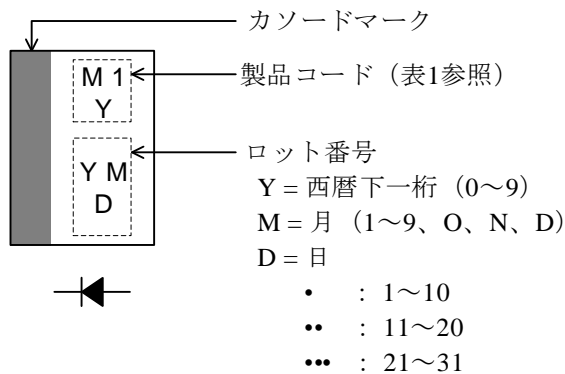 カソードマーク
M 1
Y
製品コード（表1参照）
Y M
D
ロット番号
Y = 西暦下一桁（0～9）
M = 月（1～9、O、N、D）
D = 日
• : 1～10
•• : 11～20
••• : 21～31